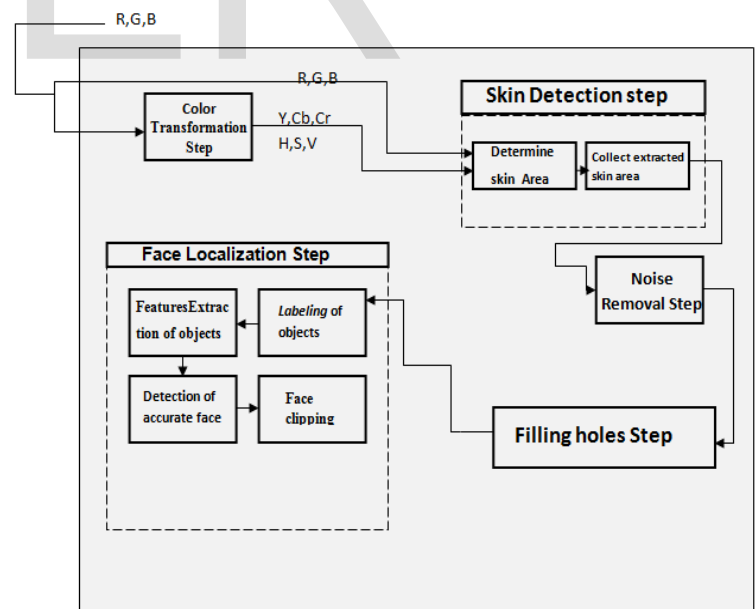 R,G,B
R,G,B
Color
Transformation
Step
Y,Cb,Cr
H,S,V
Skin Detection step
Determine
skin Area
Collect extracted
skin area
Noise
Removal Step
Filling holes Step
Face Localization Step
Labeling of
objects
FeaturesExtrac
tion of objects
Detection of
accurate face
Face
clipping